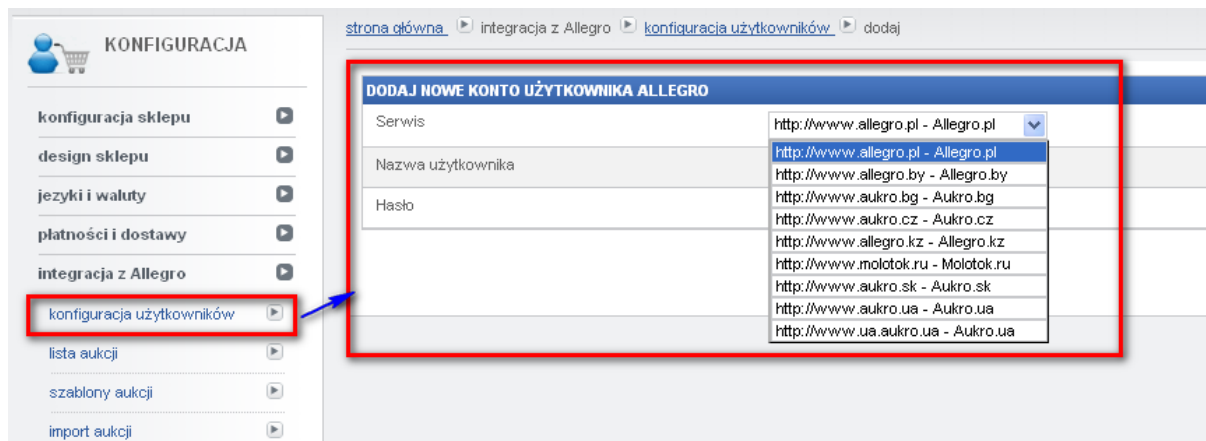 KONFIGURACJA
konfiguracja sklepu
design sklepu
jezyki i waluty
płatności i dostawy
integracja z Allegro
konfiguracja użytkowników
lista aukcji
szablony aukcji
import aukcji
strona główna integracja z Allegro konfiguracja użytkowników dodaj
DODAJ NOWE KONTO UŻYTKOWNIKA ALLEGRO
Serwis http://www.allegro.pl - Allegro.pl
http://www.allegro.pl - Allegro.pl
Nazwa użytkownika http://www.allegro.by - Allegro.by
http://www.aukro.bg - Aukro.bg
Hasło http://www.aukro.cz - Aukro.cz
http://www.allegro.kz - Allegro.kz
http://www.molotok.ru - Molotok.ru
http://www.aukro.sk - Aukro.sk
http://www.aukro.ua - Aukro.ua
http://www.ua.aukro.ua - Aukro.ua